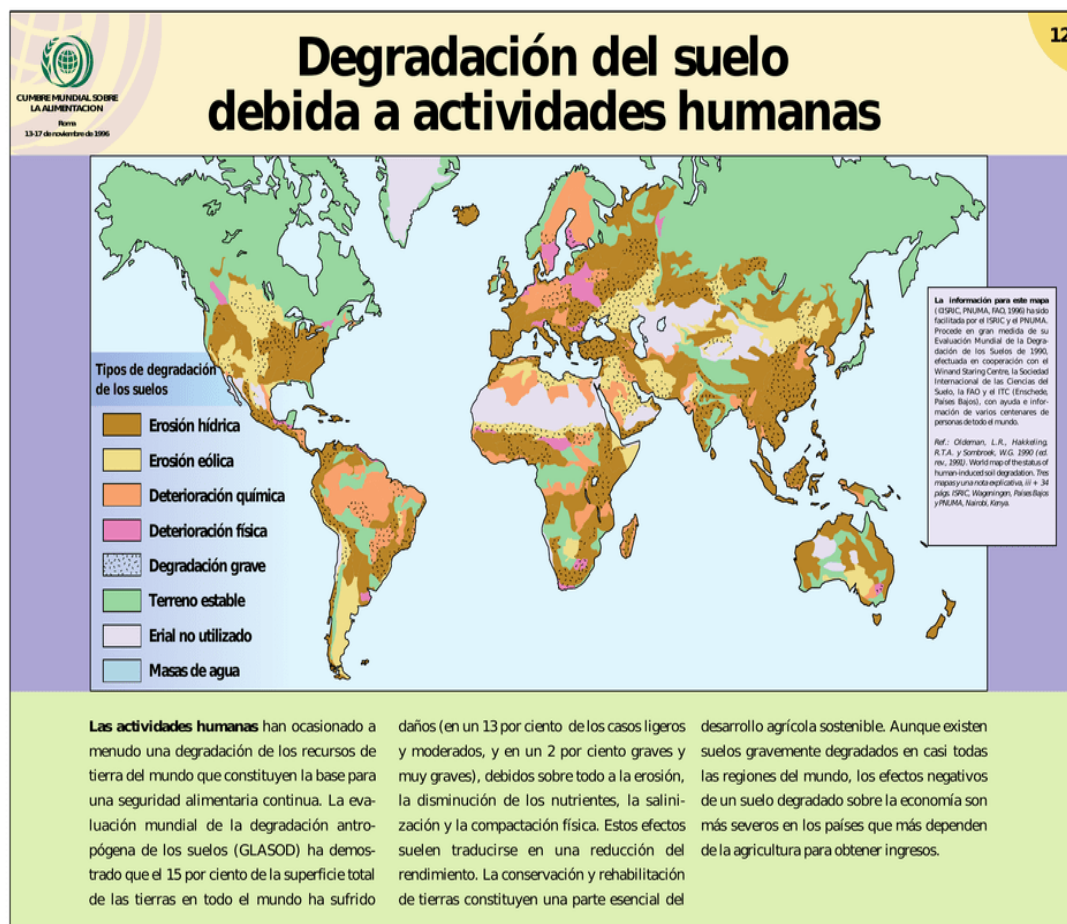 12
CUMBRE MUNDIAL SOBRE
LA ALIMENTACION
Roma
13-17 de noviembre de 1996
Degradación del suelo
debida a actividades humanas
Tipos de degradación
de los suelos
Erosión hídrica
Erosión eólica
Deterioración química
Deterioración física
Degradación grave
Terreno estable
Erial no utilizado
Masas de agua
La información para este mapa
(©ISRIC, PNUMA, FAO, 1996) ha sido
facilitada por el ISRIC y el PNUMA.
Procede en gran medida de su
Evaluación Mundial de la Degra-
dación de los Suelos de 1990,
efectuada en cooperación con el
Winand Staring Centre, la Sociedad
Internacional de las Ciencias del
Suelo, la FAO y el ITC (Enschede,
Países Bajos), con ayuda e infor-
mación de varios centenares de
personas de todo el mundo.
Ref.: Oldeman, L.R., Hakkeling,
R.T.A. y Sombroek, W.G. 1990 (ed.
rev., 1991). World map of the status of
human-induced soil degradation. Tres
mapas y una nota explicativa, iii + 34
págs. ISRIC, Wageningen, Países Bajos
y PNUMA, Nairobi, Kenya.
Las actividades humanas han ocasionado a
menudo una degradación de los recursos de
tierra del mundo que constituyen la base para
una seguridad alimentaria continua. La eva-
luación mundial de la degradación antro-
pógena de los suelos (GLASOD) ha demos-
trado que el 15 por ciento de la superficie total
de las tierras en todo el mundo ha sufrido
daños (en un 13 por ciento de los casos ligeros
y moderados, y en un 2 por ciento graves y
muy graves), debidos sobre todo a la erosión,
la disminución de los nutrientes, la salini-
zación y la compactación física. Estos efectos
suelen traducirse en una reducción del
rendimiento. La conservación y rehabilitación
de tierras constituyen una parte esencial del
desarrollo agrícola sostenible. Aunque existen
suelos gravemente degradados en casi todas
las regiones del mundo, los efectos negativos
de un suelo degradado sobre la economía son
más severos en los países que más dependen
de la agricultura para obtener ingresos.